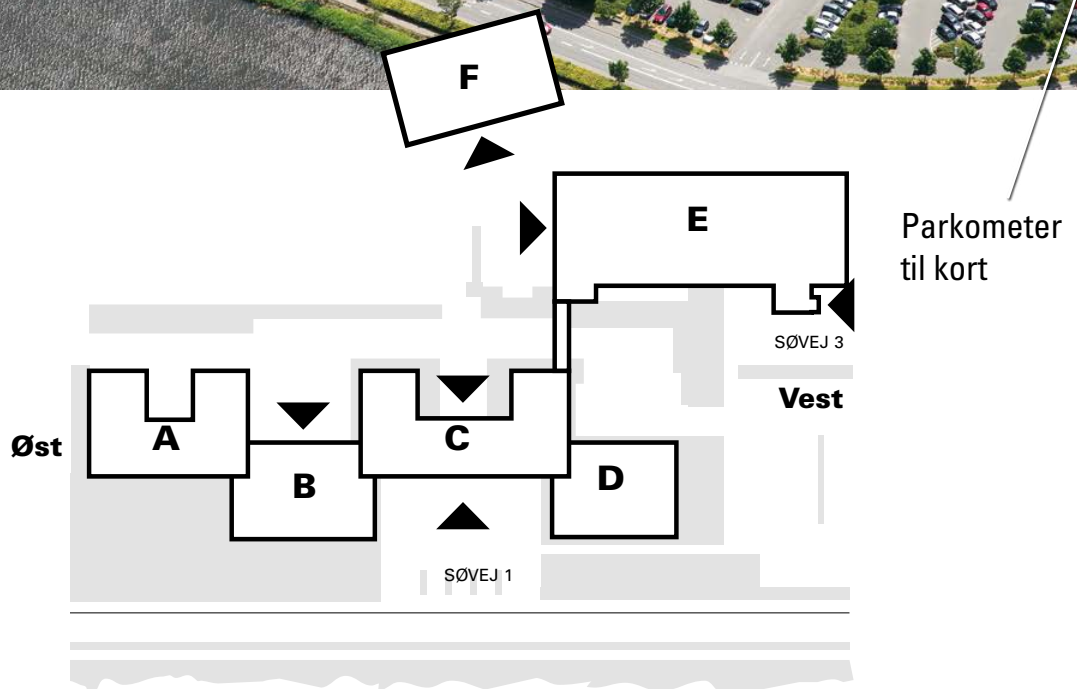 F
E
Parkometer
til kort
SØVEJ 3
Vest
Øst
A
B
C
D
SØVEJ 1